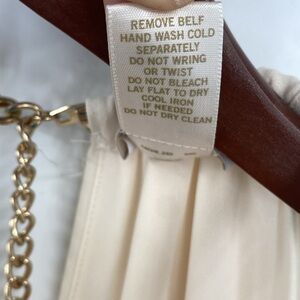 REMOVE BELF
HAND WASH COLD
SEPARATELY
DO NOT WRING
OR TWIST
DO NOT BLEACH
LAY FLAT TO DRY
COOL IRON
IF NEEDED
DO NOT DRY CLEAN